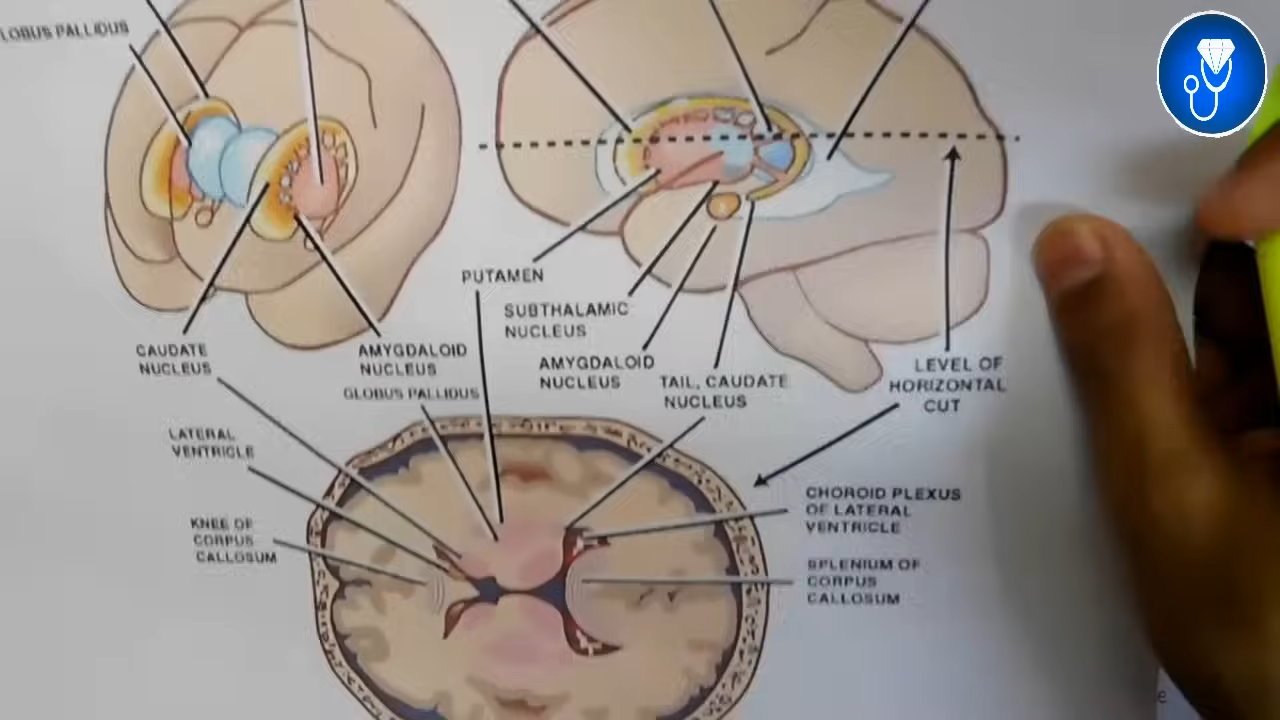 GLOBUS PALLIDUS
PUTAMEN
SUBTHALAMIC
NUCLEUS
CAUDATE
NUCLEUS
AMYGDALOID
NUCLEUS
GLOBUS PALLIDUS
AMYGDALOID
NUCLEUS
TAIL, CAUDATE
NUCLEUS
LEVEL OF
HORIZONTAL
CUT
LATERAL
VENTRICLE
KNEE OF
CORPUS
CALLOSUM
CHOROID PLEXUS
OF LATERAL
VENTRICLE
SPLENIUM OF
CORPUS
CALLOSUM
e